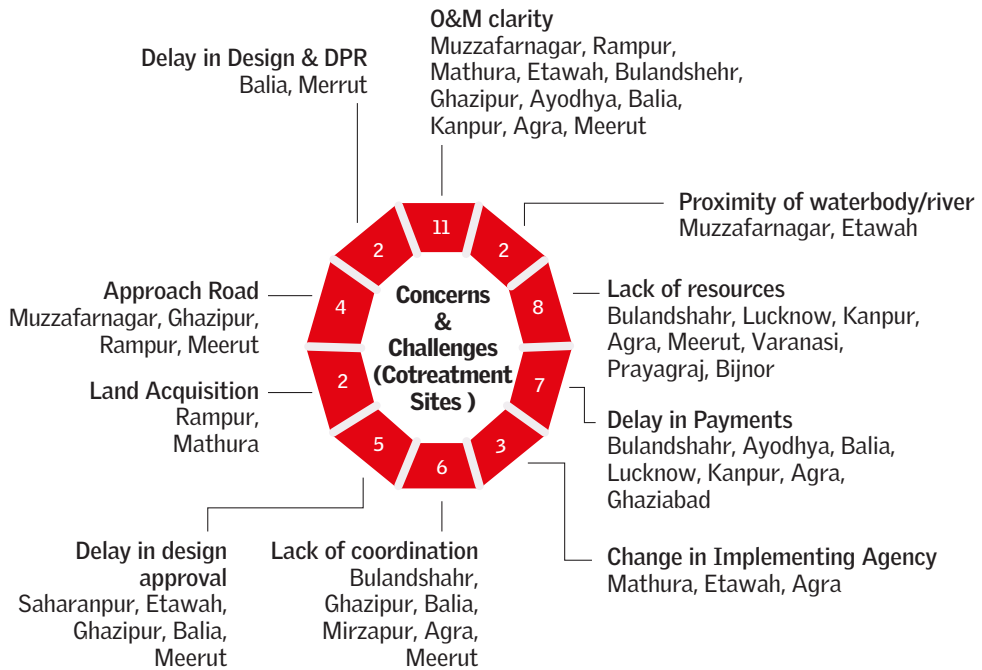 O&M clarity
Muzzafarnagar, Rampur,
Mathura, Etawah, Bulandshehr,
Ghazipur, Ayodhya, Balia,
Kanpur, Agra, Meerut
Delay in Design & DPR
Balia, Merrut
Proximity of waterbody/river
Muzzafarnagar, Etawah
Approach Road
Muzzafarnagar, Ghazipur,
Rampur, Meerut
Lack of resources
Bulandshahr, Lucknow, Kanpur,
Agra, Meerut, Varanasi,
Prayagraj, Bijnor
Land Acquisition
Rampur,
Mathura
Delay in Payments
Bulandshahr, Ayodhya, Balia,
Lucknow, Kanpur, Agra,
Ghaziabad
Delay in design
approval
Saharanpur, Etawah,
Ghazipur, Balia,
Meerut
Lack of coordination
Bulandshahr,
Ghazipur, Balia,
Mirzapur, Agra,
Meerut
Change in Implementing Agency
Mathura, Etawah, Agra
11
2
8
7
3
6
5
2
4
2
Concerns
&
Challenges
(Cotreatment
Sites )